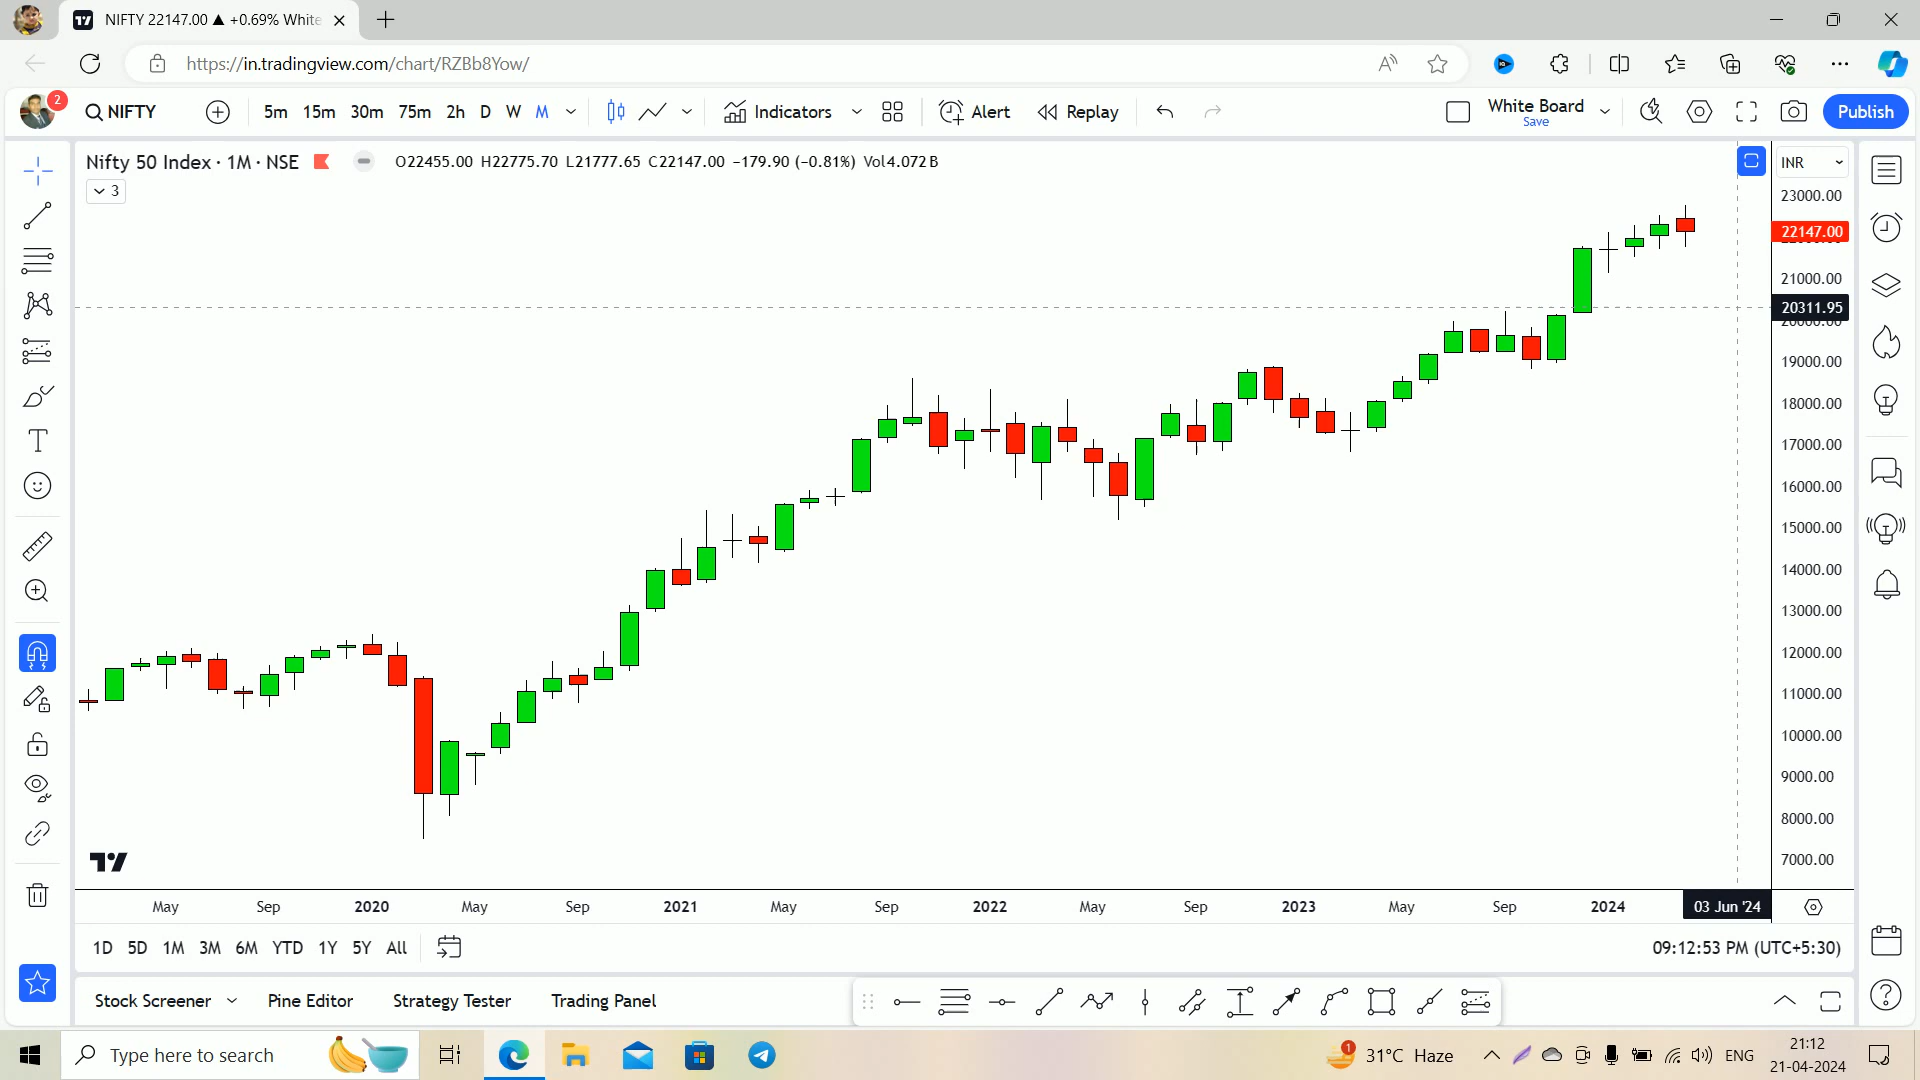 NIFTY 22147.00 ▲ +0.69% White
https://in.tradingview.com/chart/RZBb8Yow/
2
NIFTY
5m 15m 30m 75m 2h D W M
Indicators
Alert
Replay
White Board
Save
Publish
Nifty 50 Index · 1M · NSE
O22455.00 H22775.70 L21777.65 C22147.00 −179.90 (−0.81%) Vol4.072B
3
INR
23000.00
22147.00
21000.00
20311.95
20000.00
19000.00
18000.00
17000.00
16000.00
15000.00
14000.00
13000.00
12000.00
11000.00
10000.00
9000.00
8000.00
7000.00
May Sep 2020 May Sep 2021 May Sep 2022 May Sep 2023 May Sep 2024 03 Jun '24
1D 5D 1M 3M 6M YTD 1Y 5Y All
09:12:53 PM (UTC+5:30)
Stock Screener Pine Editor Strategy Tester Trading Panel
Type here to search
1
31°C Haze
ENG
21:12
21-04-2024